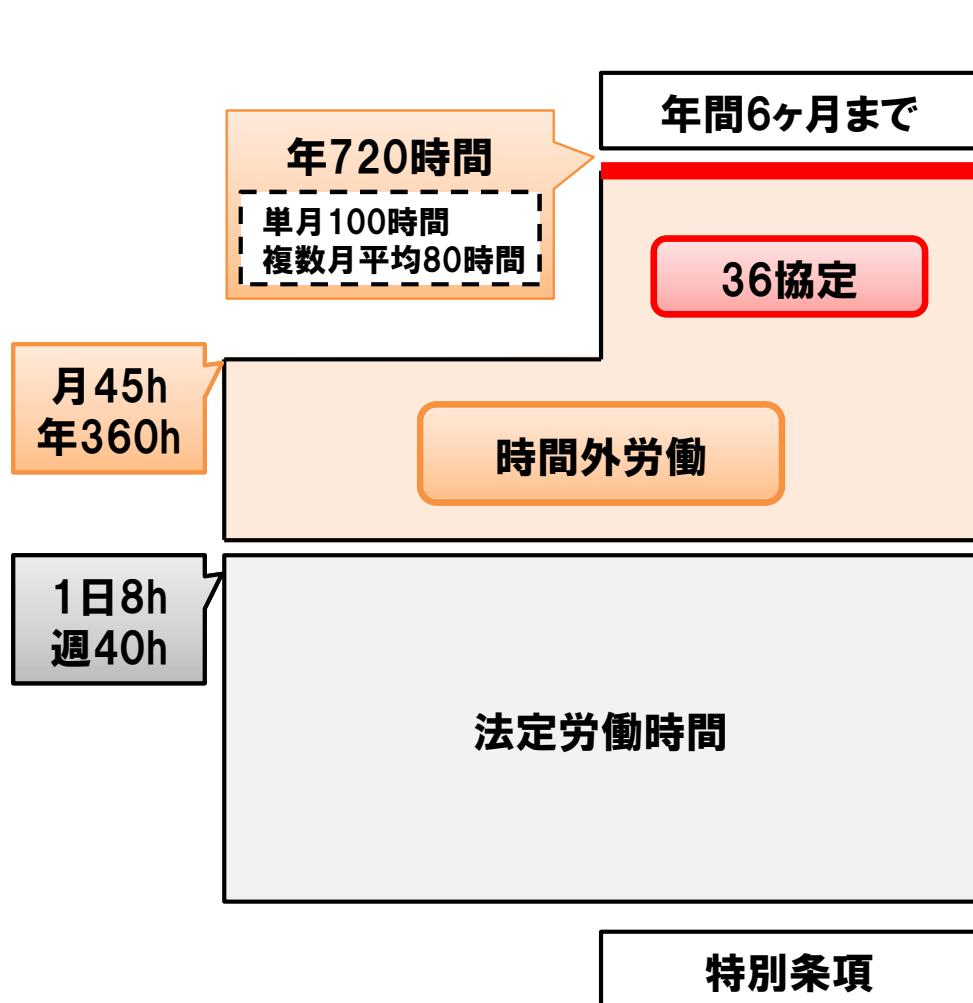 年間6ヶ月まで
年720時間
単月100時間
複数月平均80時間
36協定
月45h
年360h
時間外労働
1日8h
週40h
法定労働時間
特別条項